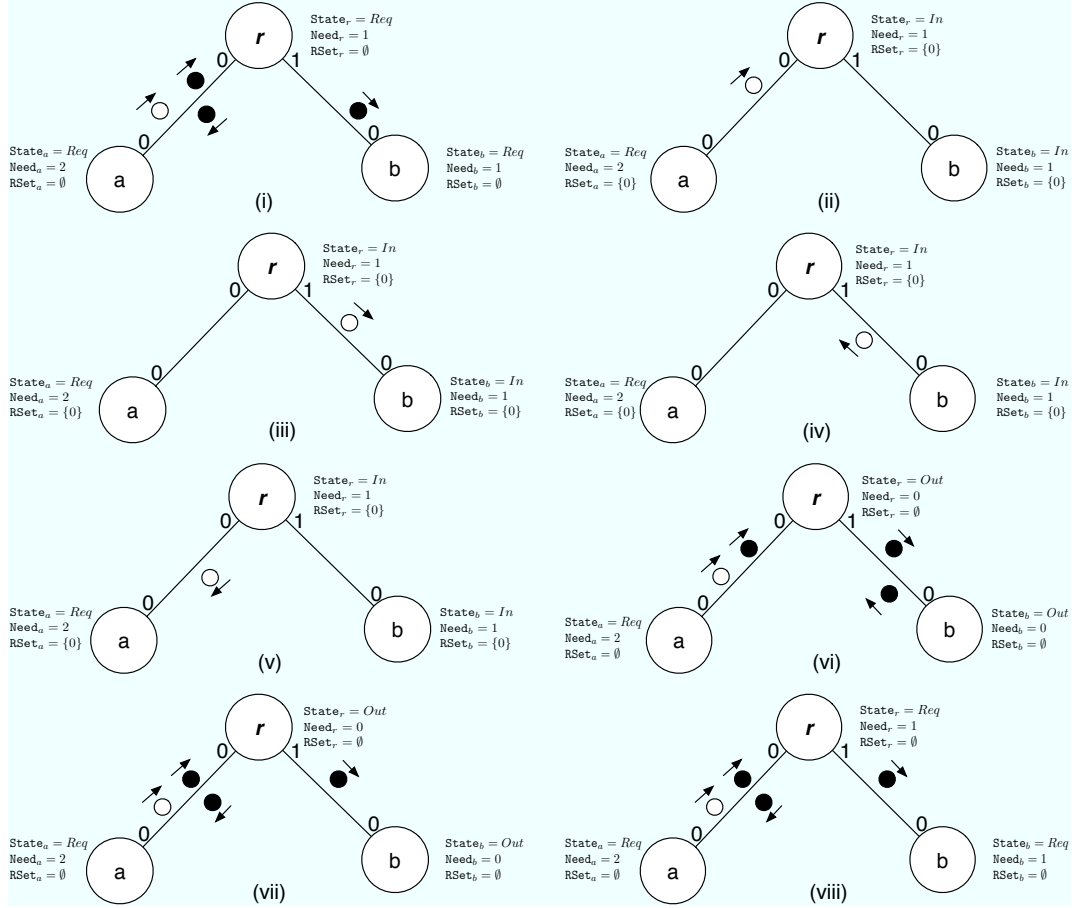 r
State_r = Req
Need_r = 1
RSet_r = ∅
0
1
0
0
State_a = Req
Need_a = 2
RSet_a = ∅
a
b
State_b = Req
Need_b = 1
RSet_b = ∅
(i)
r
State_r = In
Need_r = 1
RSet_r = {0}
0
1
0
0
State_a = Req
Need_a = 2
RSet_a = {0}
a
b
State_b = In
Need_b = 1
RSet_b = {0}
(ii)
r
State_r = In
Need_r = 1
RSet_r = {0}
0
1
0
0
State_a = Req
Need_a = 2
RSet_a = {0}
a
b
State_b = In
Need_b = 1
RSet_b = {0}
(iii)
r
State_r = In
Need_r = 1
RSet_r = {0}
0
1
0
0
State_a = Req
Need_a = 2
RSet_a = {0}
a
b
State_b = In
Need_b = 1
RSet_b = {0}
(iv)
r
State_r = In
Need_r = 1
RSet_r = {0}
0
1
0
0
State_a = Req
Need_a = 2
RSet_a = {0}
a
b
State_b = In
Need_b = 1
RSet_b = {0}
(v)
r
State_r = Out
Need_r = 0
RSet_r = ∅
0
1
0
0
State_a = Req
Need_a = 2
RSet_a = ∅
a
b
State_b = Out
Need_b = 0
RSet_b = ∅
(vi)
r
State_r = Out
Need_r = 0
RSet_r = ∅
0
1
0
0
State_a = Req
Need_a = 2
RSet_a = ∅
a
b
State_b = Out
Need_b = 0
RSet_b = ∅
(vii)
r
State_r = Req
Need_r = 1
RSet_r = ∅
0
1
0
0
State_a = Req
Need_a = 2
RSet_a = ∅
a
b
State_b = Req
Need_b = 1
RSet_b = ∅
(viii)